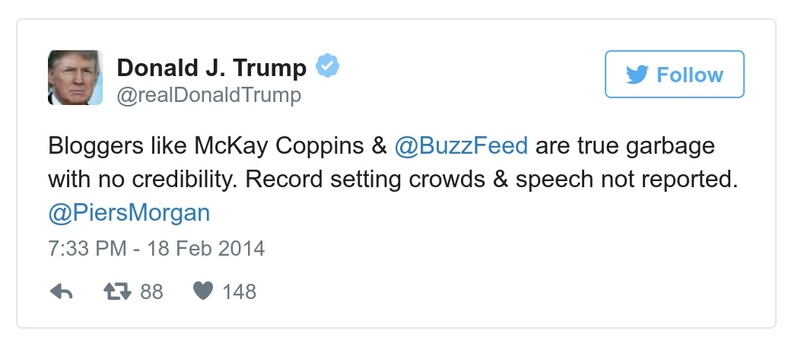 Donald J. Trump
@realDonaldTrump
Follow
Bloggers like McKay Coppins & @BuzzFeed are true garbage
with no credibility. Record setting crowds & speech not reported.
@PiersMorgan
7:33 PM - 18 Feb 2014
88 148